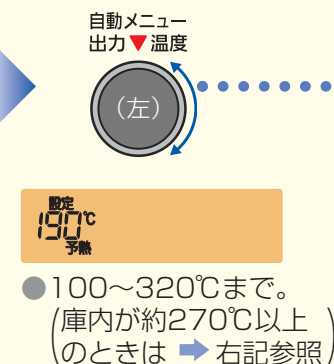 自動メニュー
出力▼温度
(左)
設定
190℃
予熱
●100～320℃まで。
(庫内が約270℃以上
のときは ➡ 右記参照)